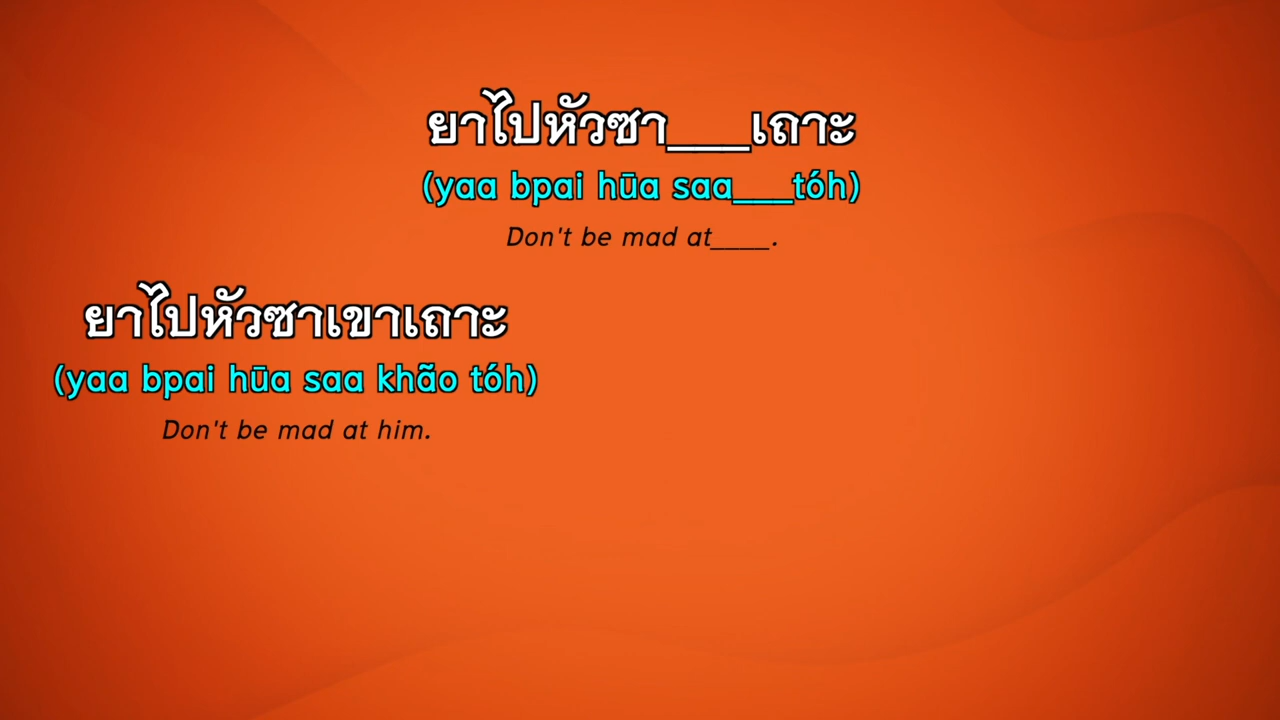 ยาไปหัวซา___เถาะ
(yaa bpai hūa saa___tóh)
Don't be mad at____.
ยาไปหัวซาเขาเถาะ
(yaa bpai hūa saa khão tóh)
Don't be mad at him.